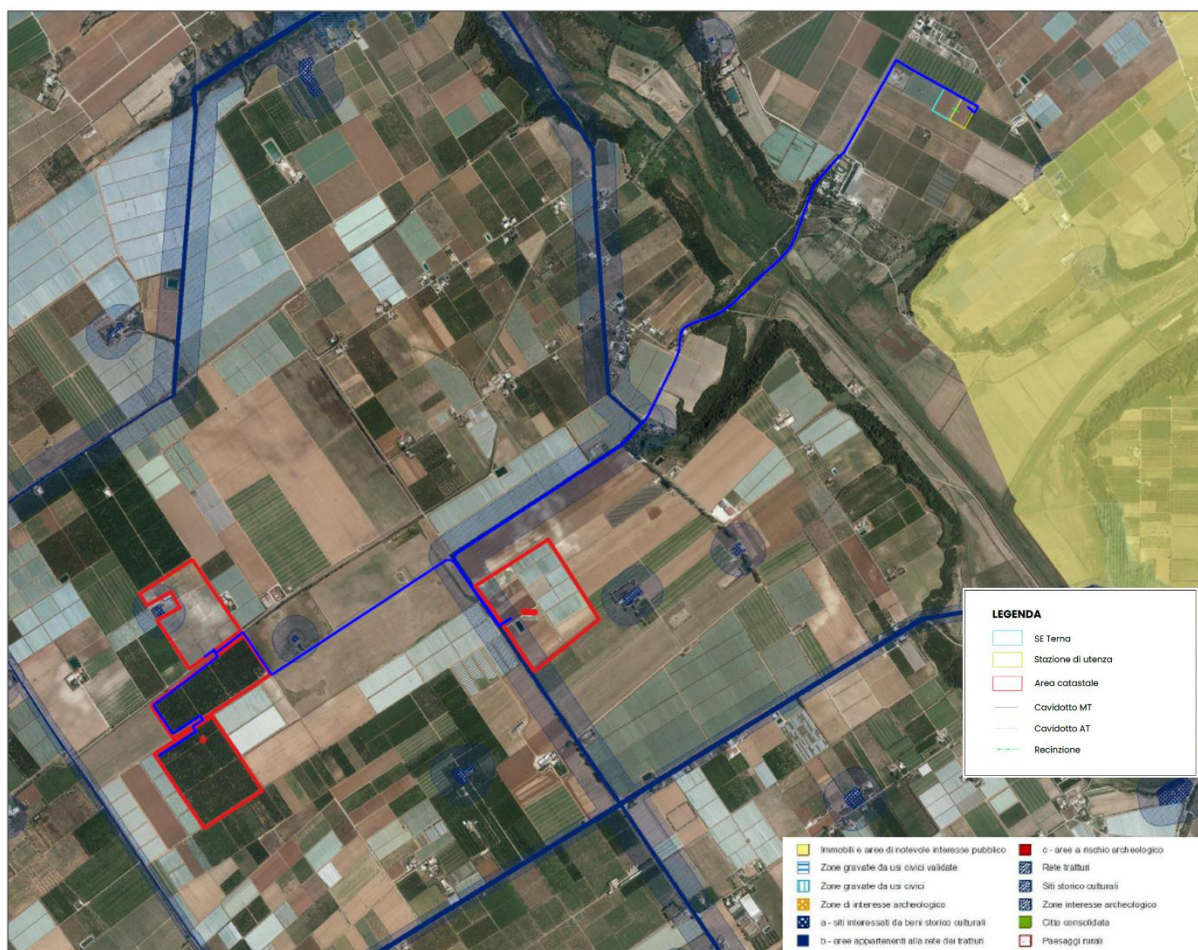 LEGENDA
SE Terna
Stazione di utenza
Area catastale
Cavidotto MT
Cavidotto AT
Recinzione
Immobili e aree di notevole interesse pubblico
Zone gravate da usi civici validate
Zone gravate da usi civici
Zone di interesse archeologico
a - siti interessati da beni storico culturali
b - aree appartenenti alla rete dei tratturi
c - aree a rischio archeologico
Rete tratturi
Siti storico culturali
Zone interesse archeologico
Città consolidata
Paesaggi rurali